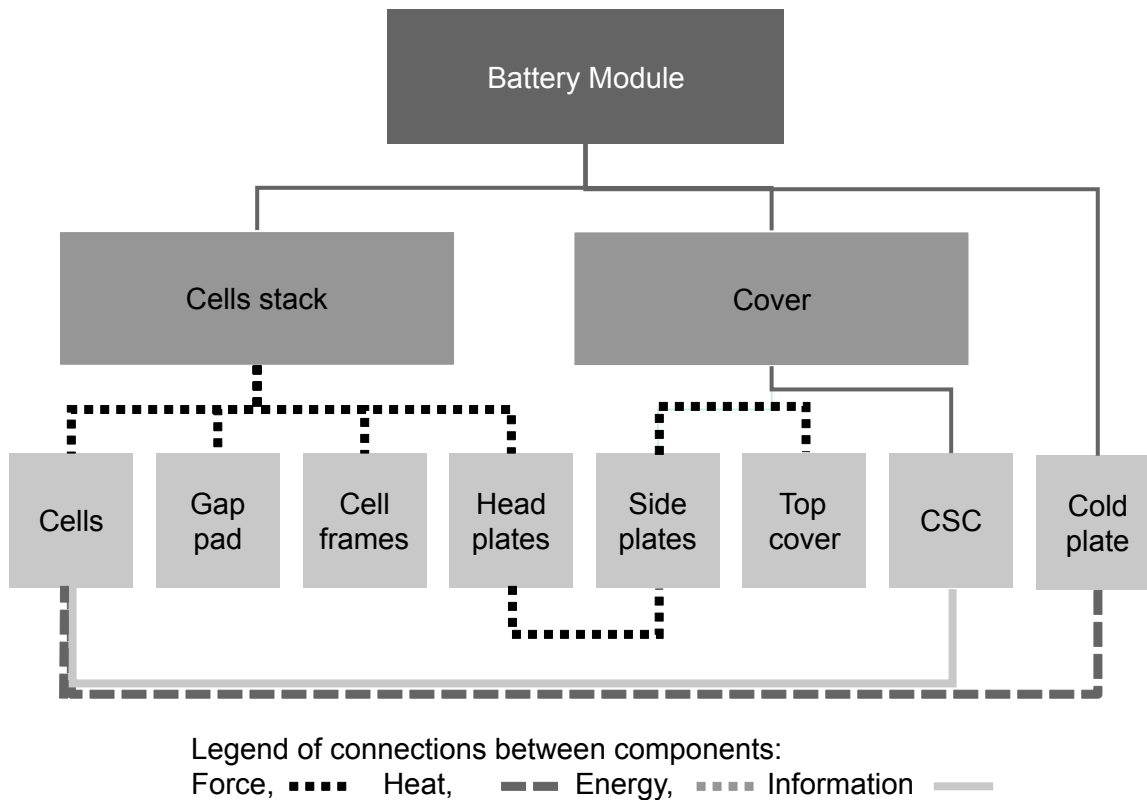 Battery Module
Cells stack
Cover
Cells
Gap
pad
Cell
frames
Head
plates
Side
plates
Top
cover
CSC
Cold
plate
Legend of connections between components:
Force, Heat, Energy, Information